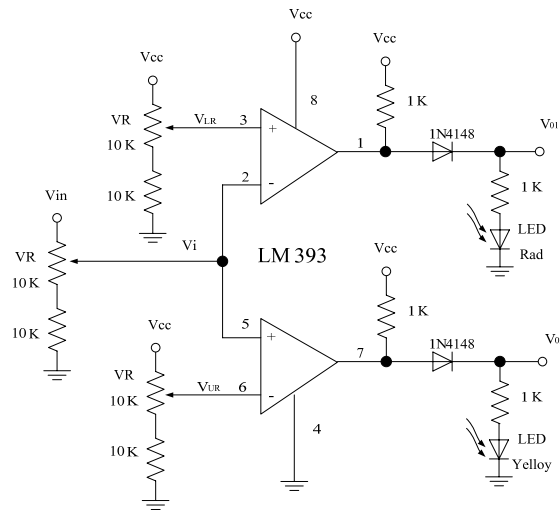 Vcc
Vcc
Vcc
8
1 K
VR
10 K
VLR
3
+
1
1N4148
V01
10 K
2
-
1 K
Vin
LED
Rad
Vi
LM 393
VR
10 K
Vcc
10 K
1 K
Vcc
5
+
7
1N4148
V0
VR
10 K
VUR
6
-
1 K
4
10 K
LED
Yelloy